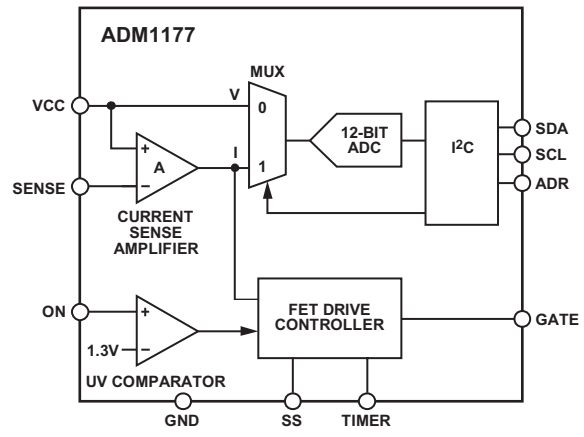 ADM1177
MUX
V
VCC
0
12-BIT
ADC
I²C
SDA
SCL
ADR
+
A
–
I
1
SENSE
CURRENT
SENSE
AMPLIFIER
ON
+
1.3V
–
UV COMPARATOR
FET DRIVE
CONTROLLER
GATE
GND
SS
TIMER